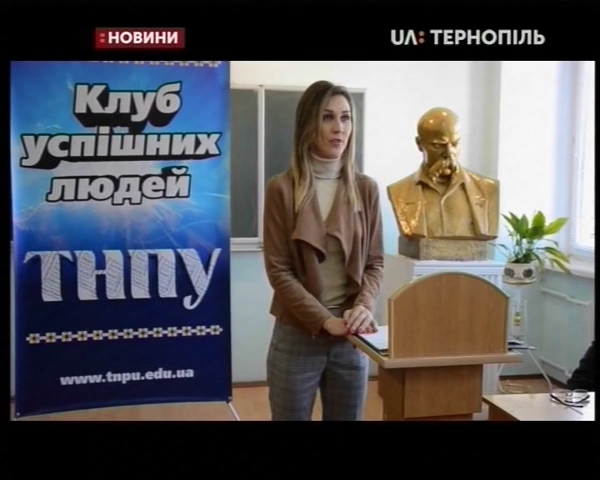 :НОВИНИ
UA: ТЕРНОПІЛЬ
Клуб
успішних
людей
ТНПУ
www.tnpu.edu.ua